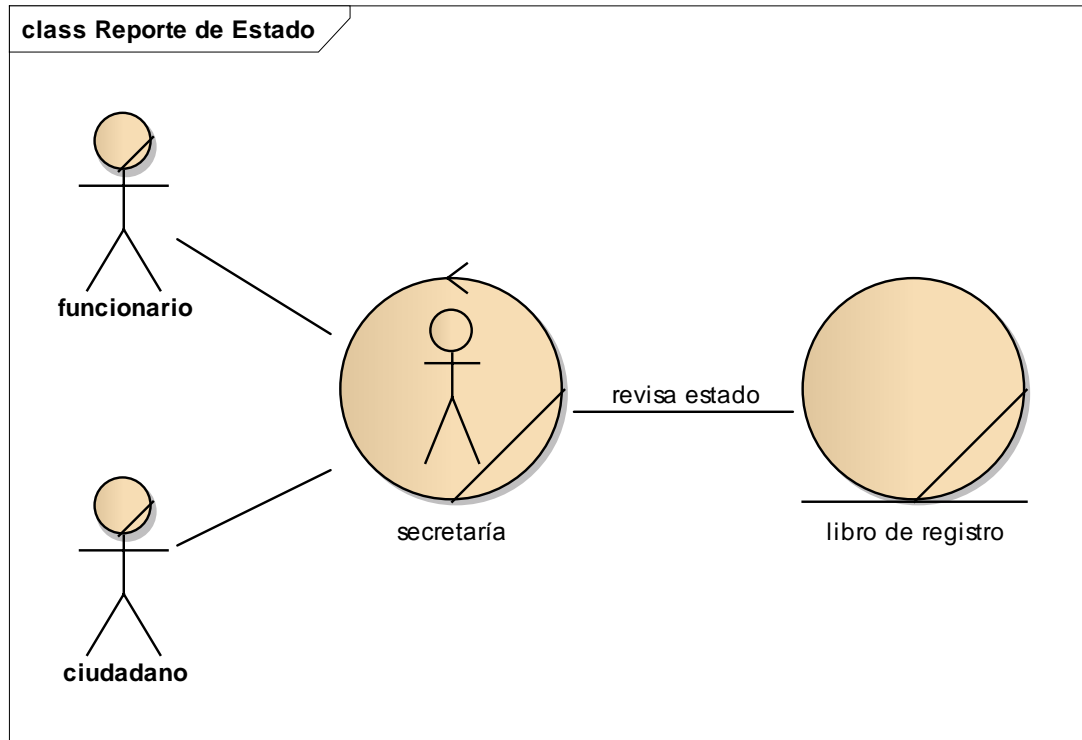 class Reporte de Estado
funcionario
revisa estado
secretaría
libro de registro
ciudadano